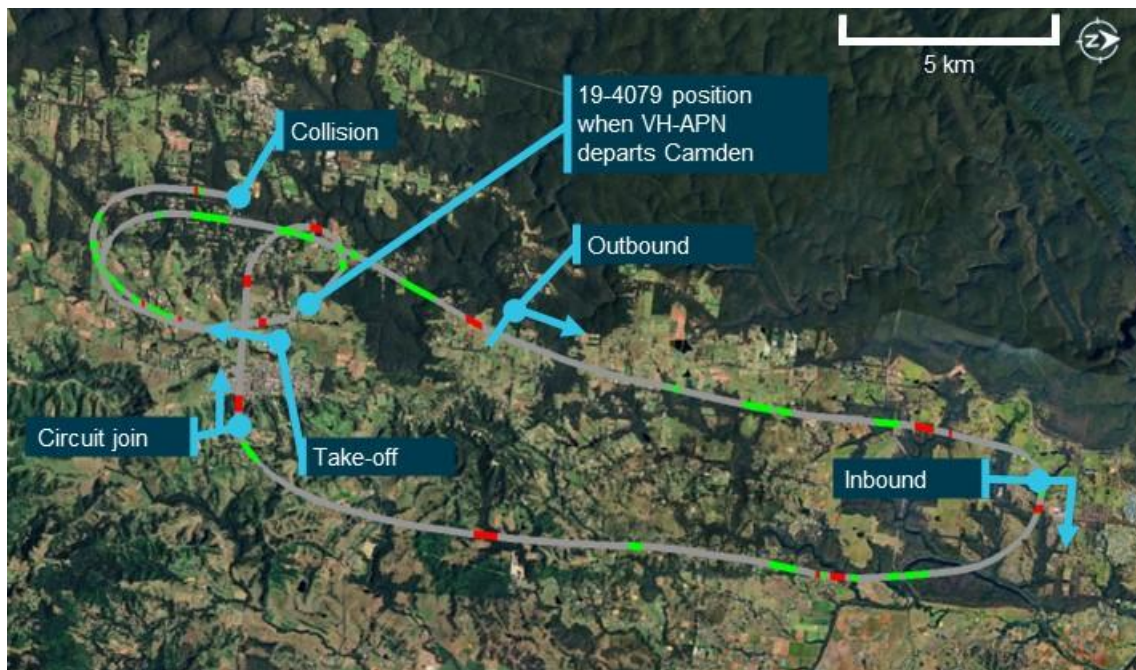 5 km
N
19-4079 position
when VH-APN
departs Camden
Collision
Outbound
Inbound
Circuit join
Take-off